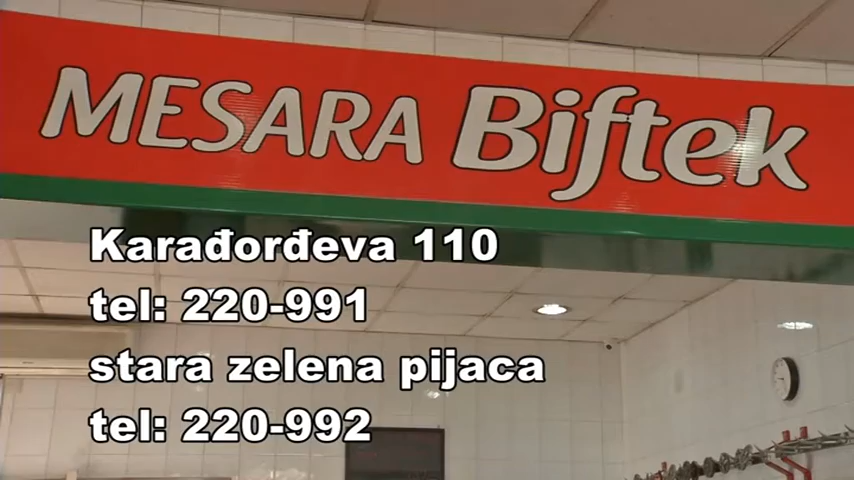 MESARA Biftek
Karađorđeva 110
tel: 220-991
stara zelena pijaca
tel: 220-992